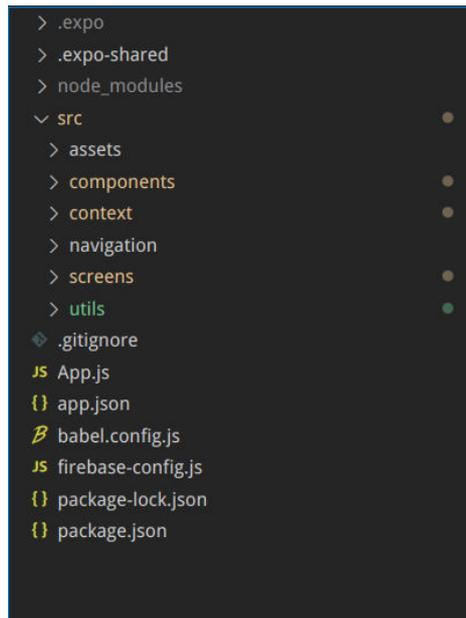 .expo
.expo-shared
node_modules
src
assets
components
context
navigation
screens
utils
.gitignore
JS App.js
{} app.json
B babel.config.js
JS firebase-config.js
{} package-lock.json
{} package.json